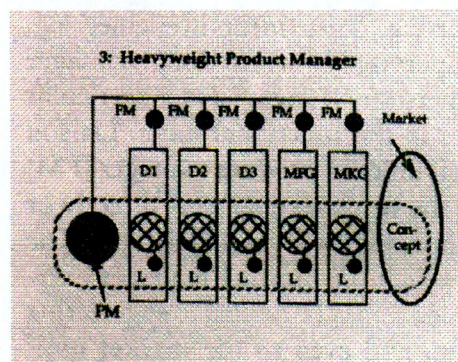 3: Heavyweight Product Manager
FM FM FM FM FM
Market
D1 D2 D3 MFG MKG
Con-
cept
L L L L L
PM